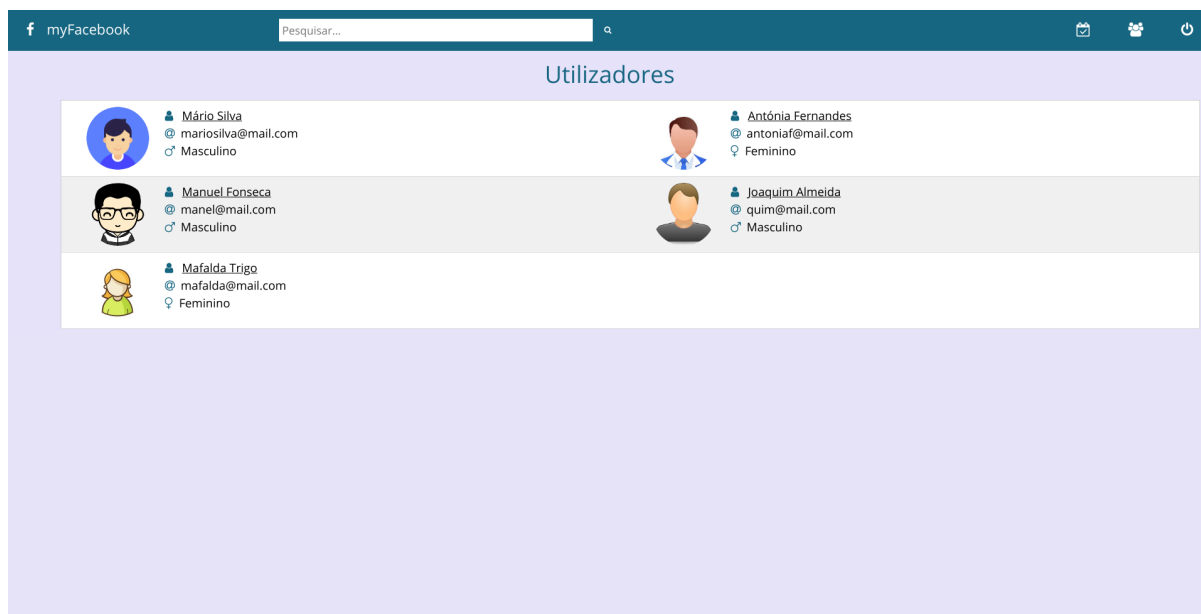 myFacebook
Pesquisar...
Utilizadores
Mário Silva
@ mariosilva@mail.com
Masculino
Antónia Fernandes
@ antoniaf@mail.com
Feminino
Manuel Fonseca
@ manel@mail.com
Masculino
Joaquim Almeida
@ quim@mail.com
Masculino
Mafalda Trigo
@ mafalda@mail.com
Feminino